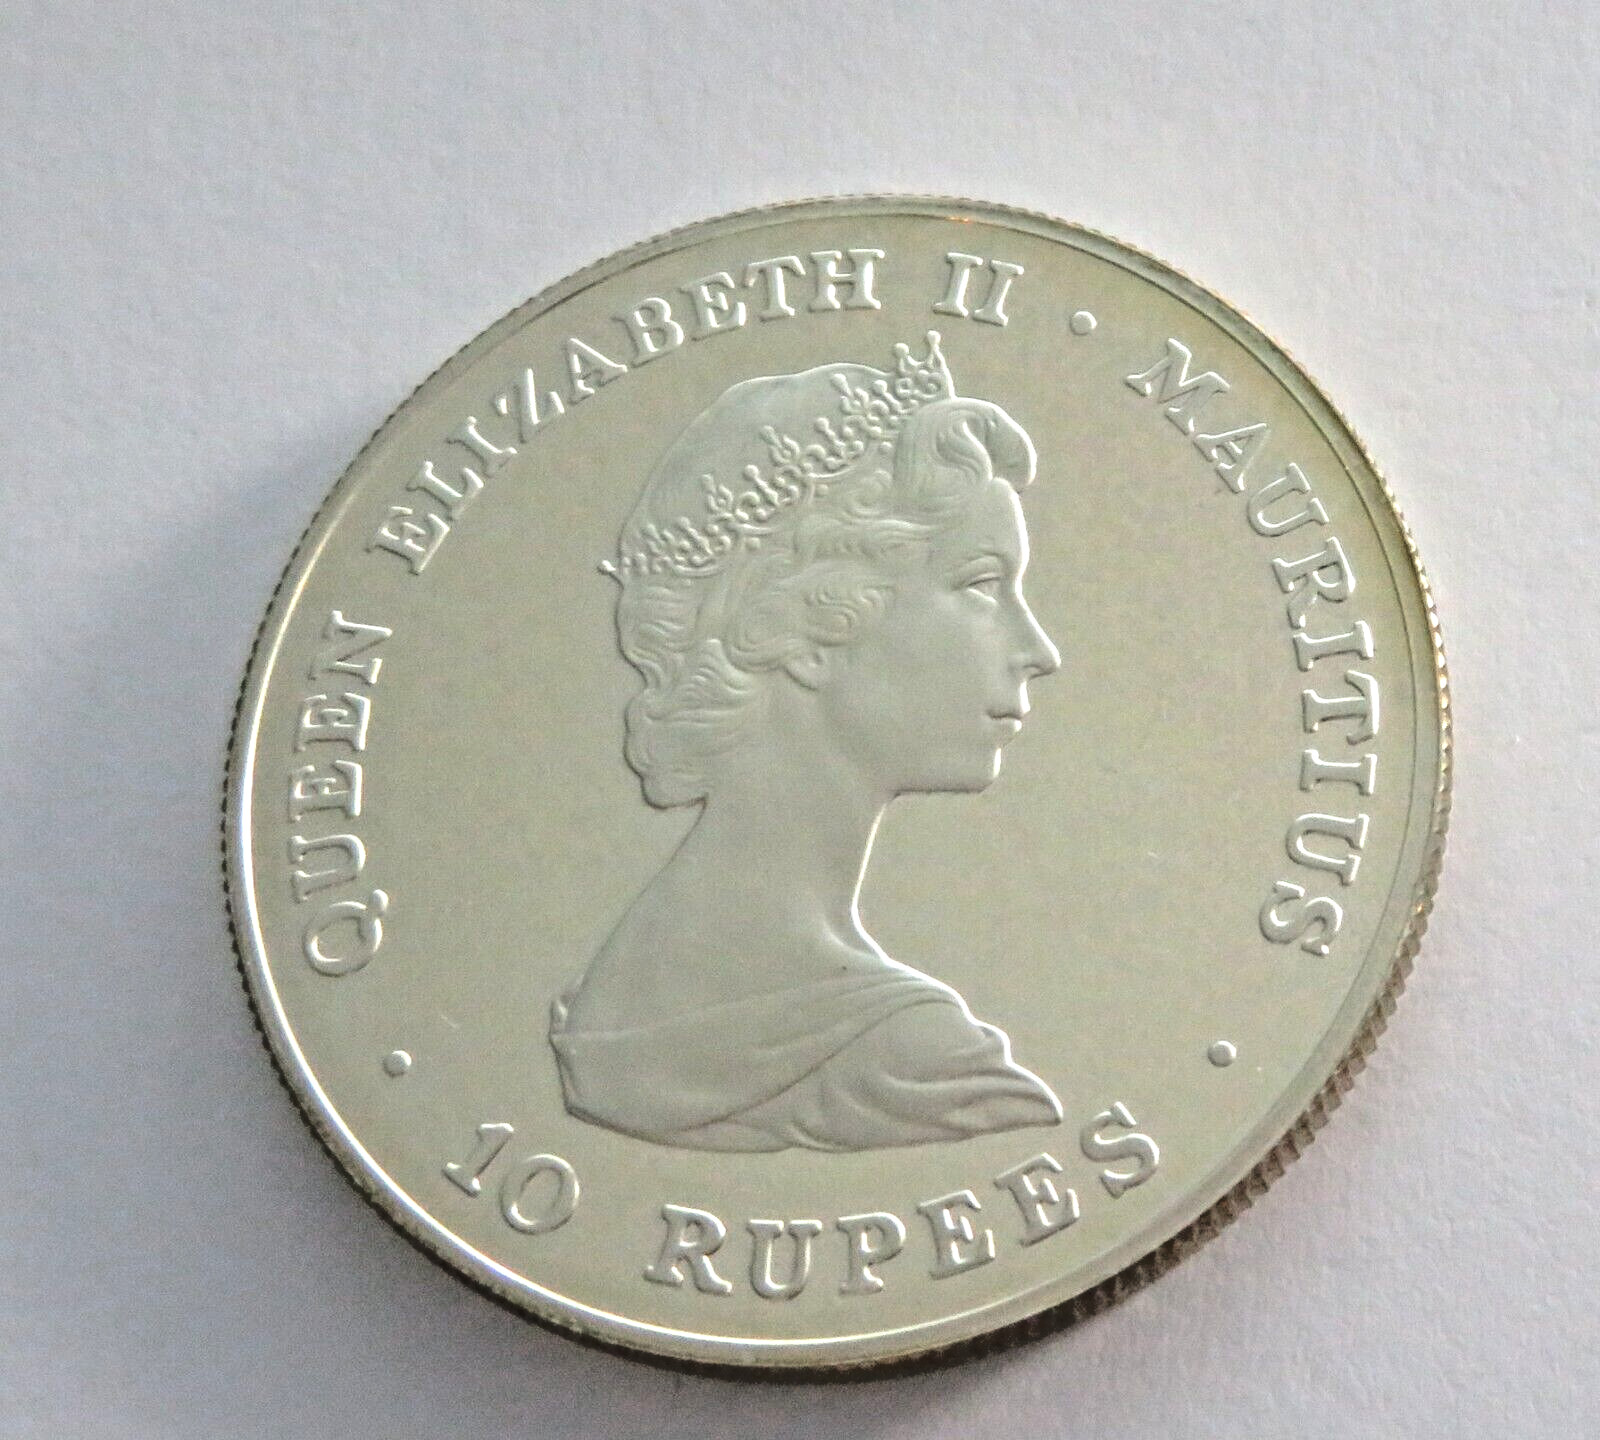 QUEEN ELIZABETH II · MAURITIUS ·
10 RUPEES ·